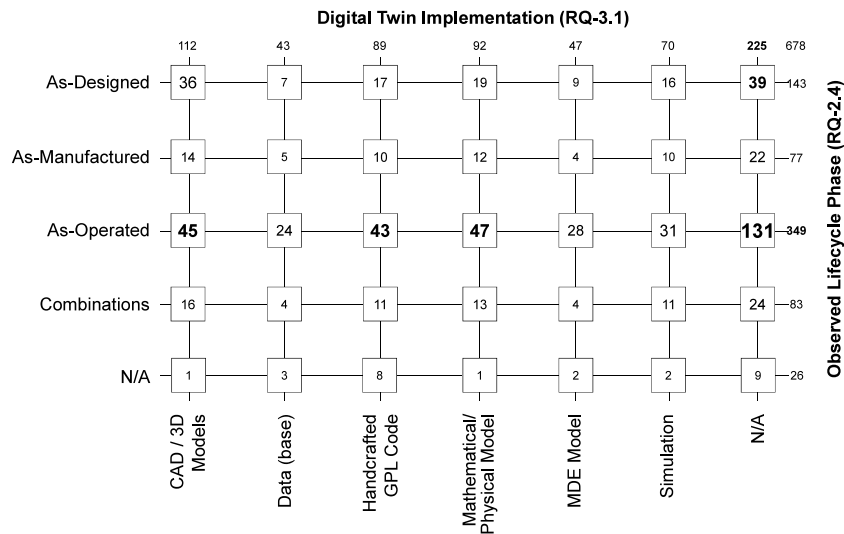 Digital Twin Implementation (RQ-3.1)
112 43 89 92 47 70 225 678
As-Designed 36 7 17 19 9 16 39 143
As-Manufactured 14 5 10 12 4 10 22 77
As-Operated 45 24 43 47 28 31 131 349
Combinations 16 4 11 13 4 11 24 83
N/A 1 3 8 1 2 2 9 26
CAD / 3D
Models
Data (base)
Handcrafted
GPL Code
Mathematical/
Physical Model
MDE Model
Simulation
N/A
Observed Lifecycle Phase (RQ-2.4)